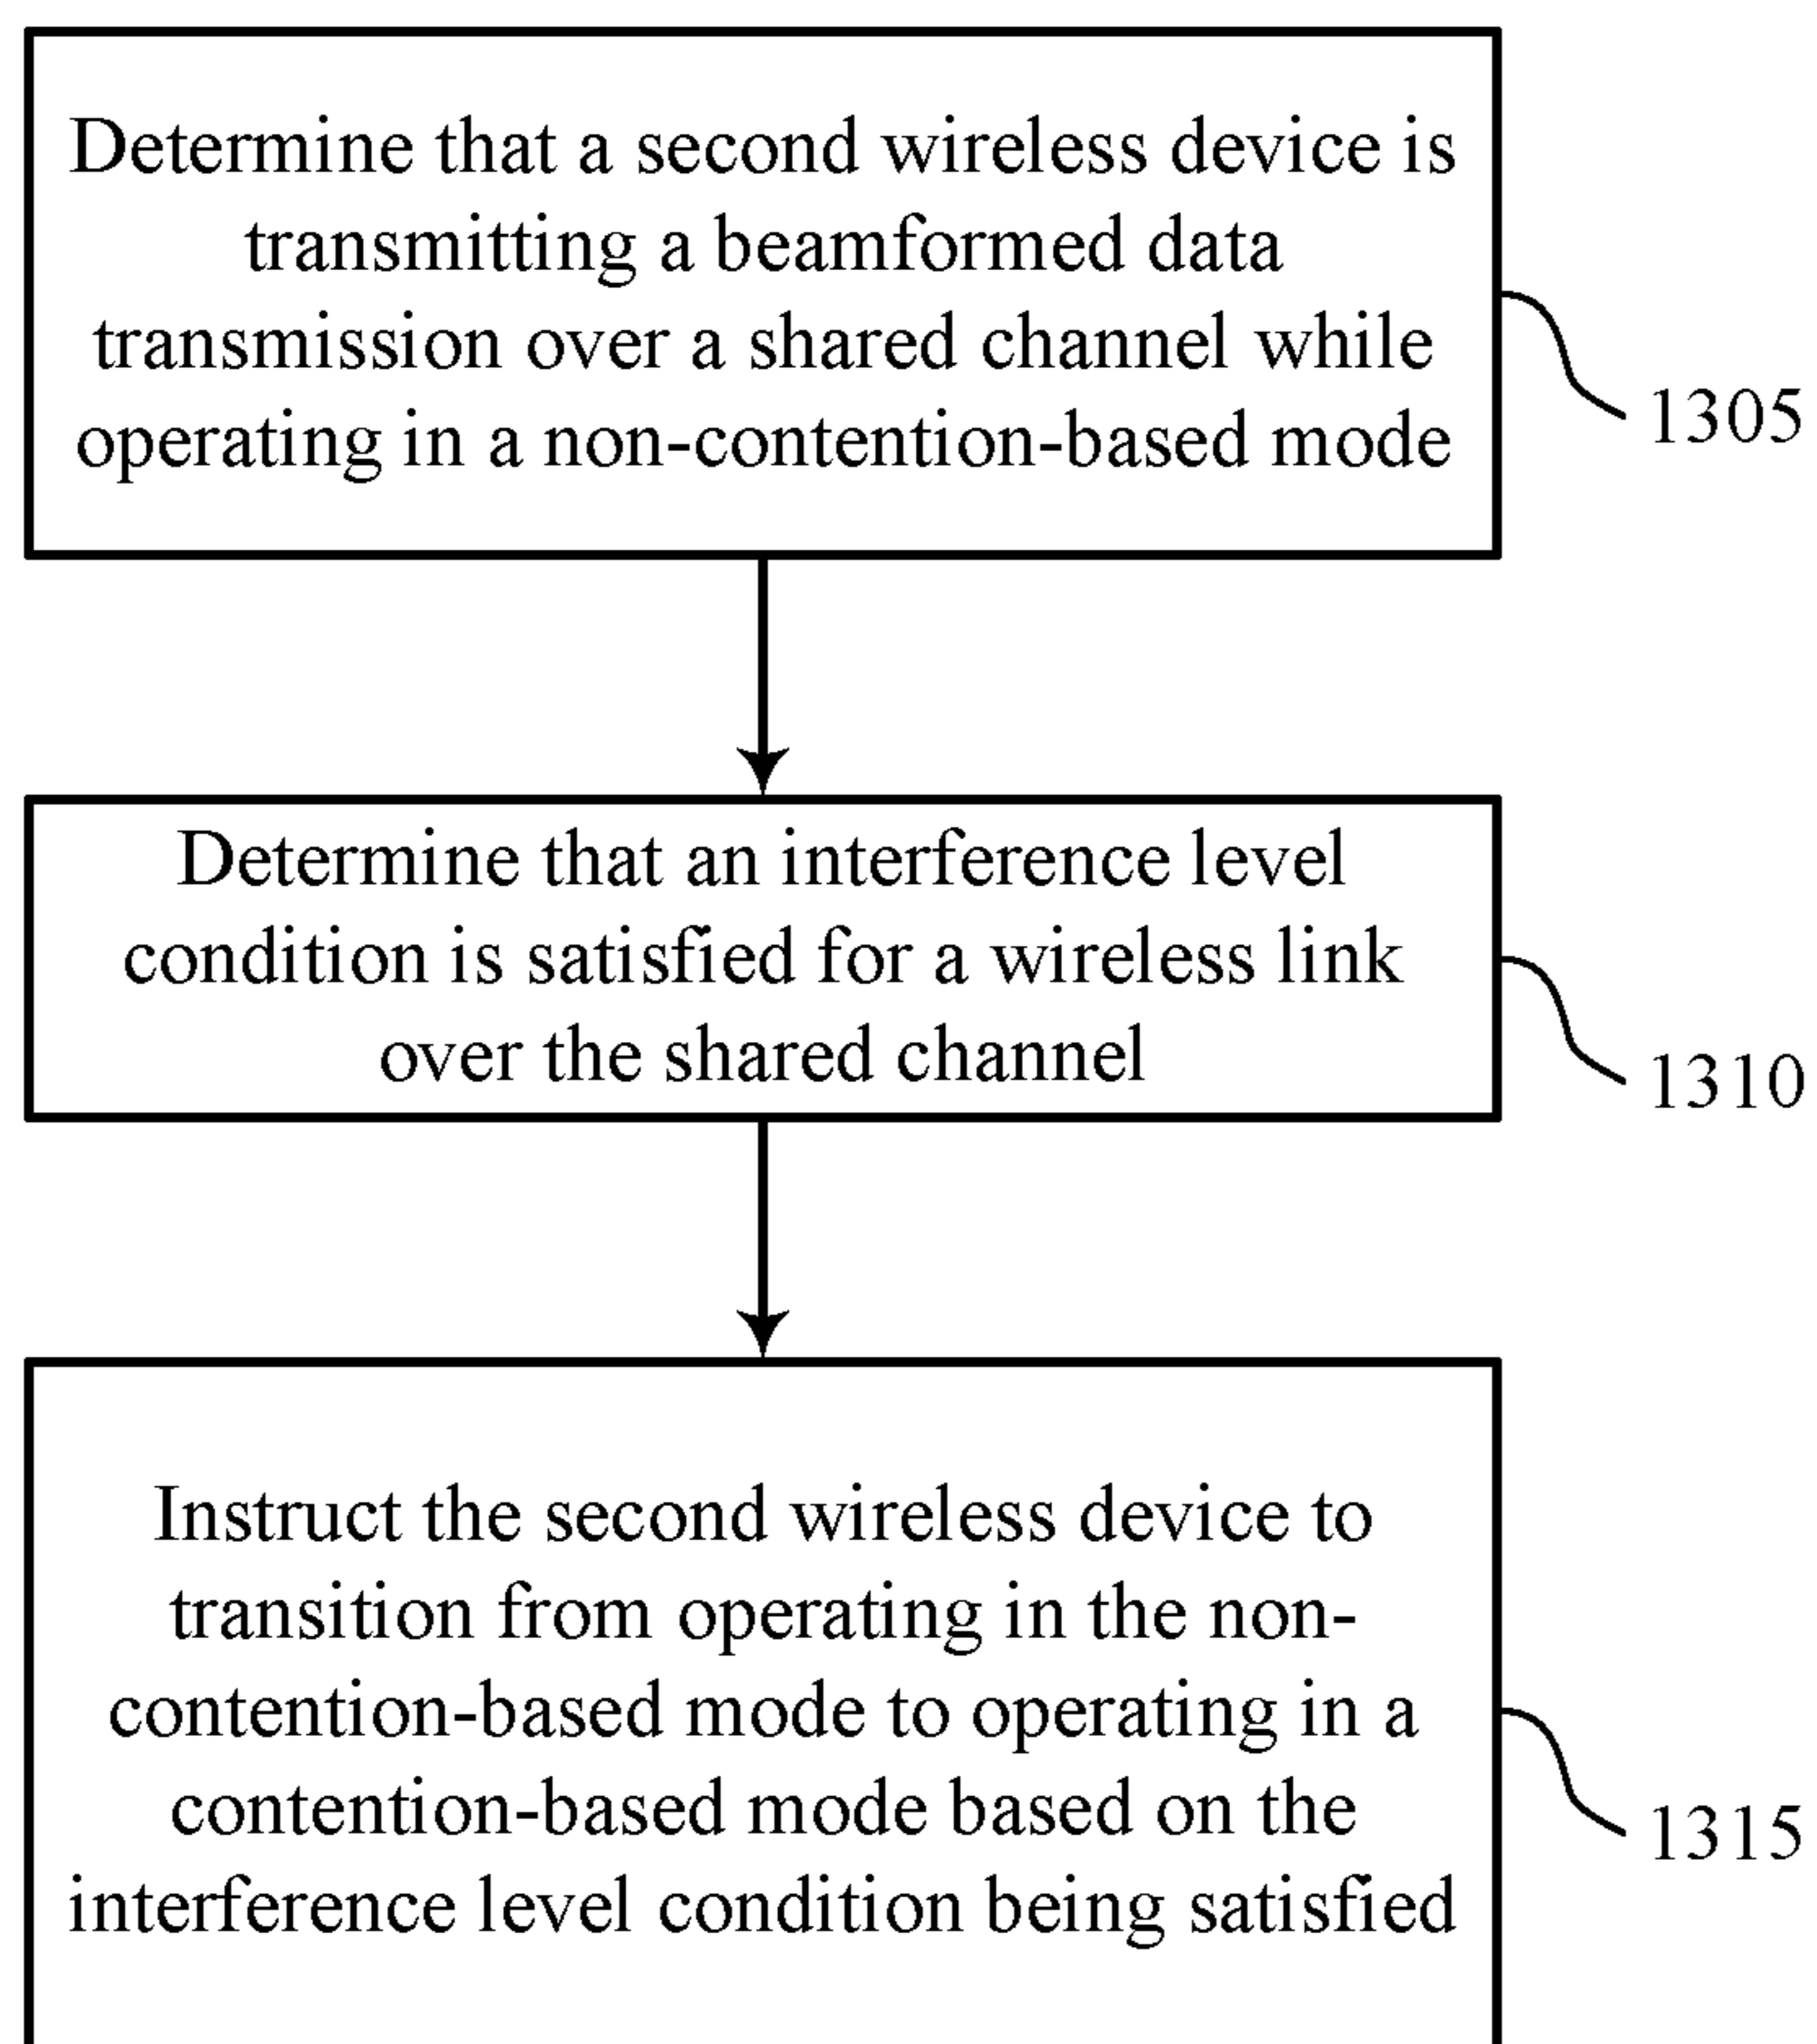 Determine that a second wireless device is
transmitting a beamformed data
transmission over a shared channel while
operating in a non-contention-based mode
1305
Determine that an interference level
condition is satisfied for a wireless link
over the shared channel
1310
Instruct the second wireless device to
transition from operating in the non-
contention-based mode to operating in a
contention-based mode based on the
interference level condition being satisfied
1315